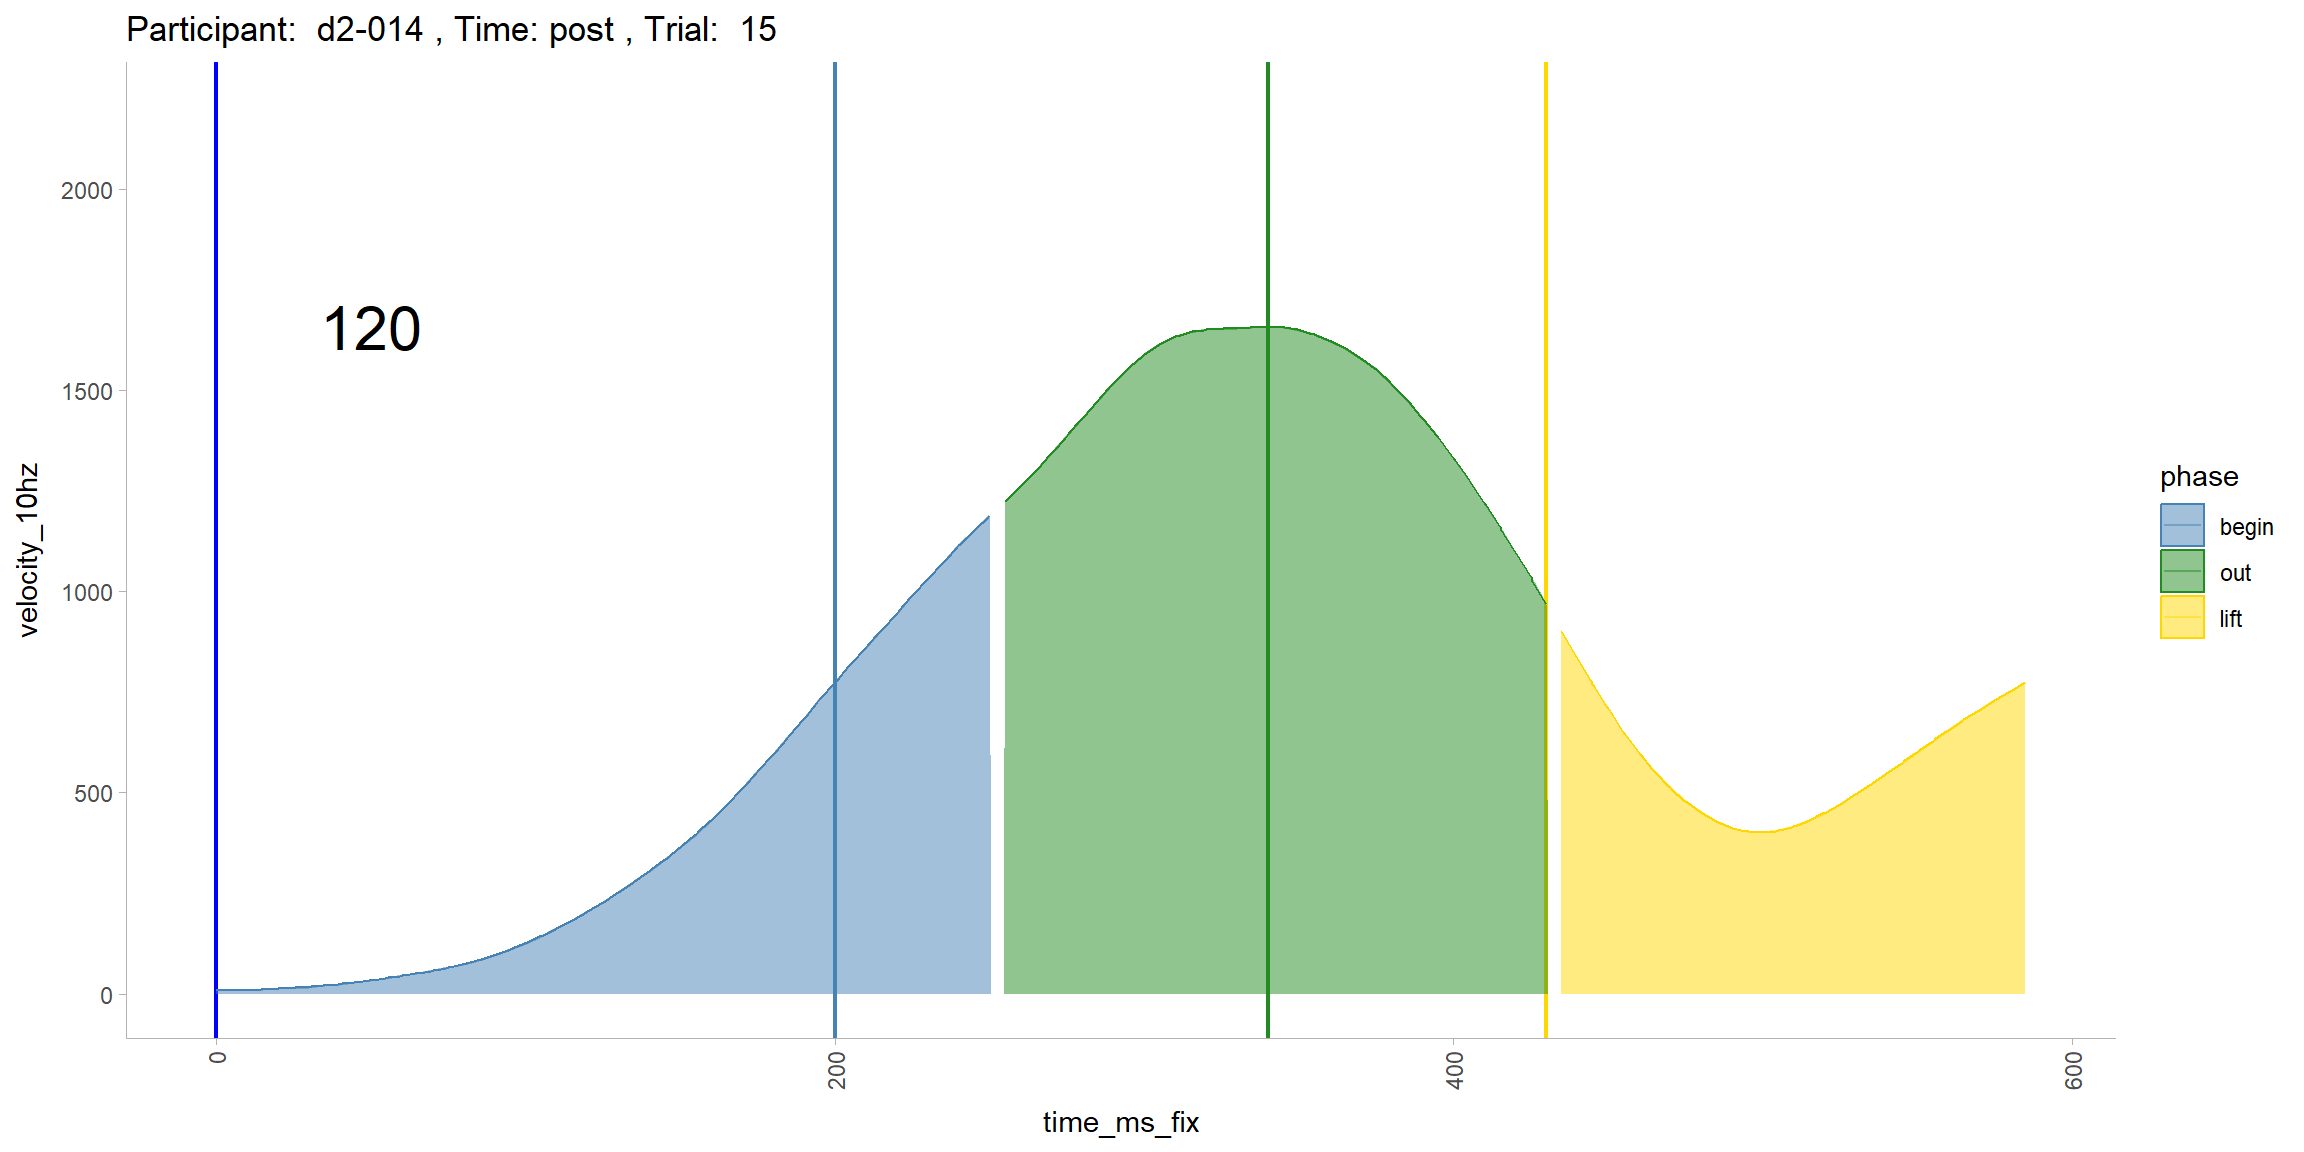 Participant:  d2-014 , Time: post , Trial:  15
120
velocity_10hz
2000
1500
1000
500
0
0
200
400
600
time_ms_fix
phase
begin
out
lift